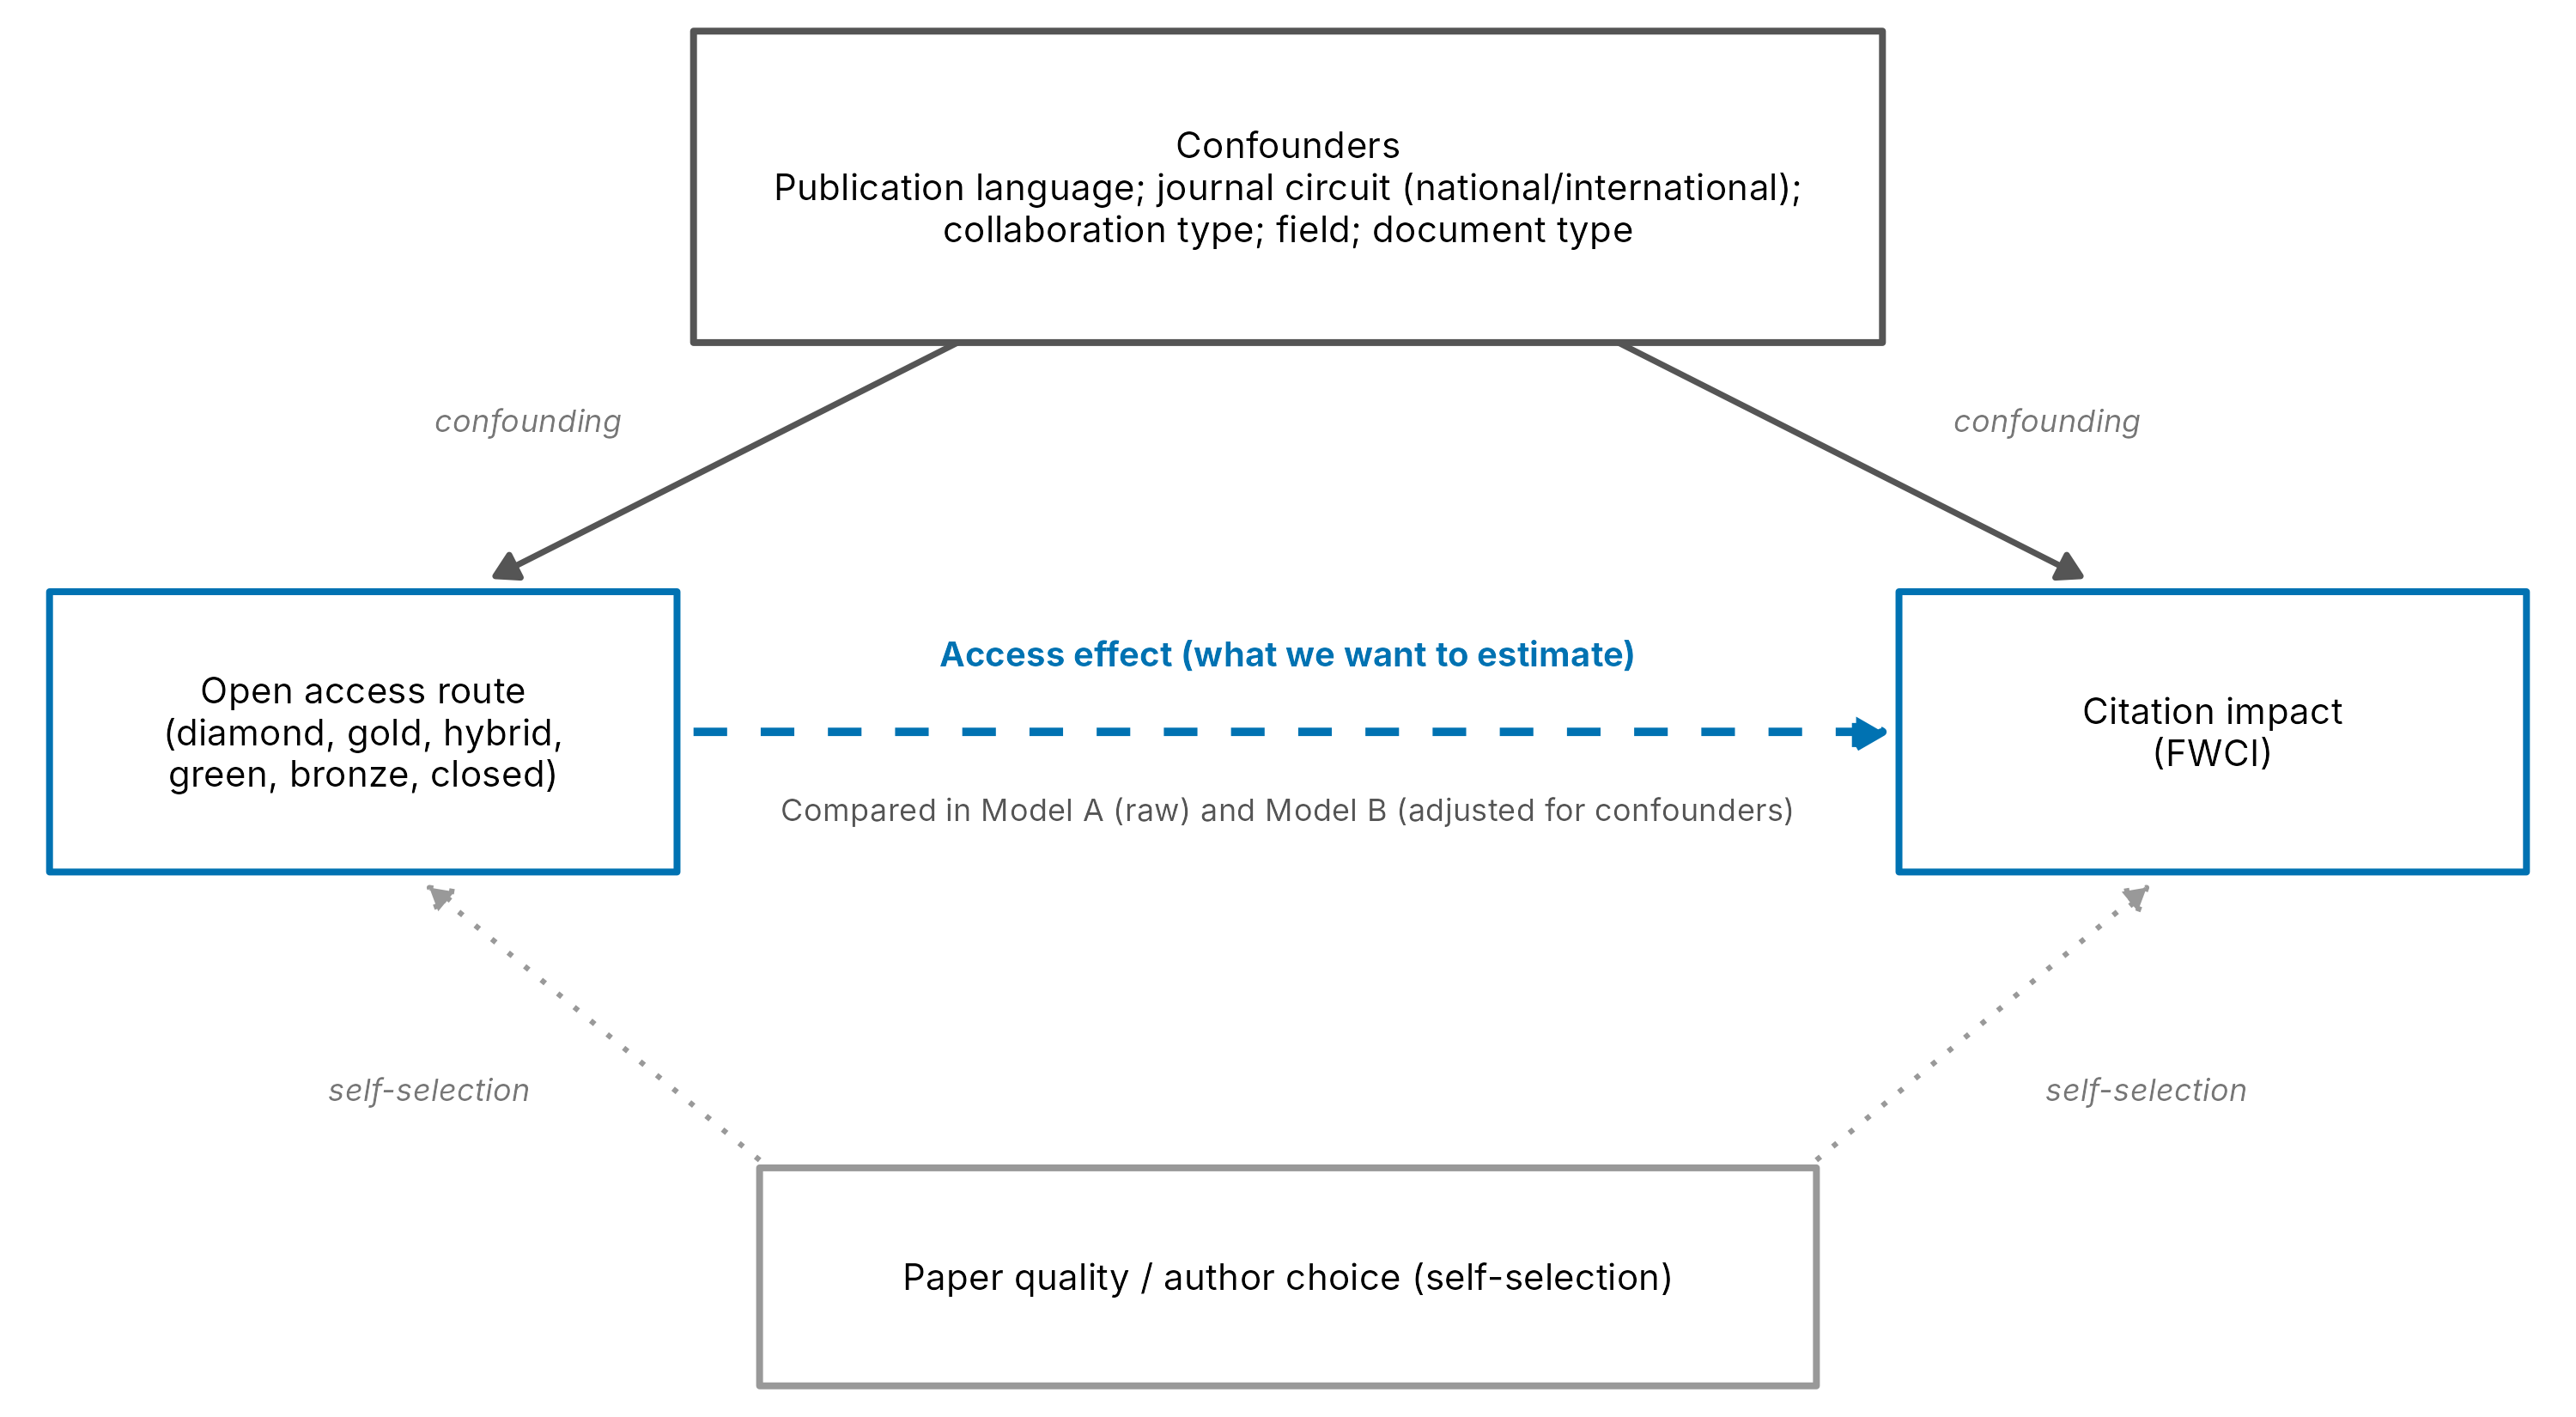 Confounders
Publication language; journal circuit (national/international);
collaboration type; field; document type
confounding
confounding
Access effect (what we want to estimate)
Open access route
(diamond, gold, hybrid,
green, bronze, closed)
Citation impact
(FWCI)
Compared in Model A (raw) and Model B (adjusted for confounders)
self-selection
self-selection
Paper quality / author choice (self-selection)